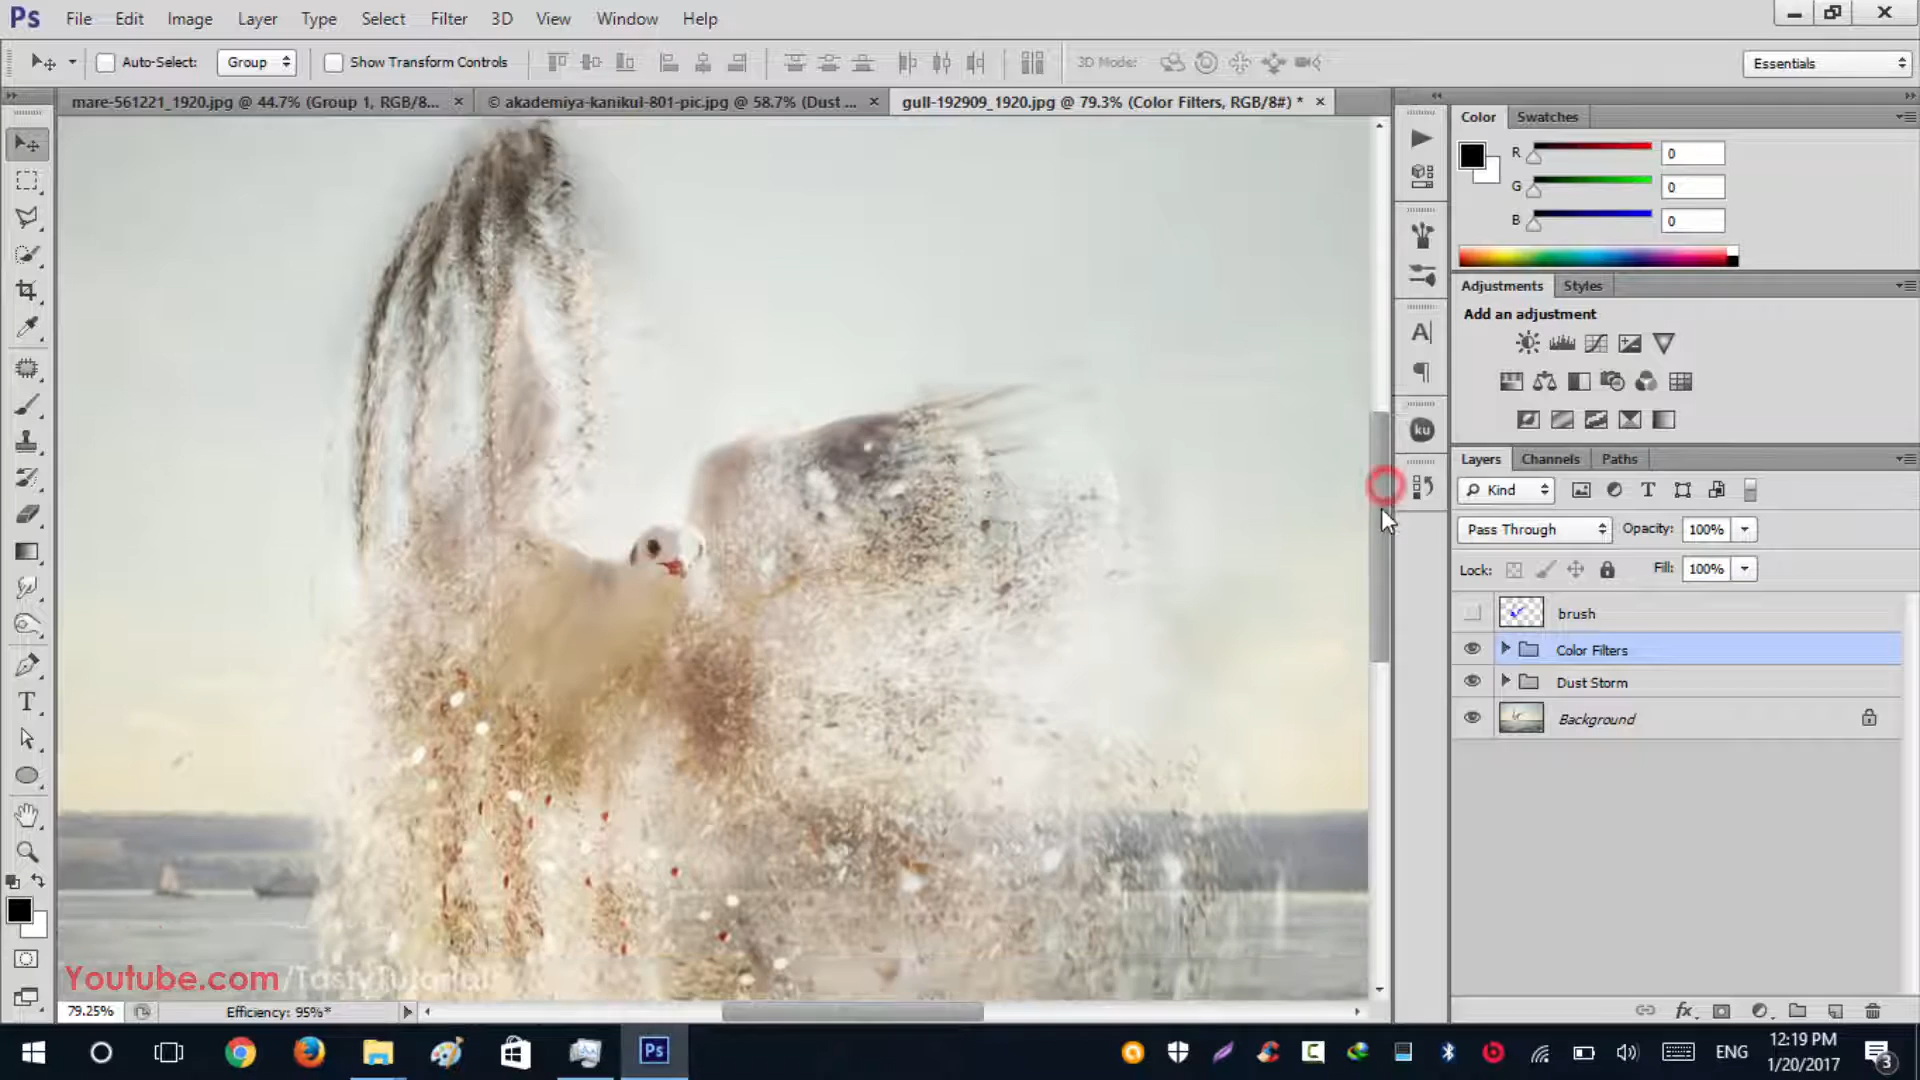 Ps File Edit Image Layer Type Select Filter 3D View Window Help
Auto-Select: Group Show Transform Controls 3D Mode: Essentials
mare-561221_1920.jpg @ 44.7% (Group 1, RGB/8... × © akademiya-kanikul-801-pic.jpg @ 58.7% (Dust ... × gull-192909_1920.jpg @ 79.3% (Color Filters, RGB/8#) * ×
Color Swatches
R 0
G 0
B 0
Adjustments Styles
Add an adjustment
A
ku
Layers Channels Paths
Kind
Pass Through Opacity: 100%
Lock: Fill: 100%
brush
Color Filters
Dust Storm
Background
Youtube.com/TastyTutorial
79.25% Efficiency: 95%*
fx
Ps ENG 12:19 PM
1/20/2017 3